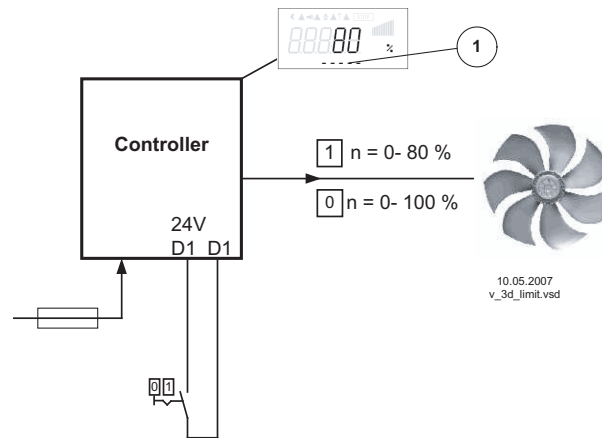 80 %
1
Controller
1 n = 0- 80 %
0 n = 0- 100 %
24V
D1 D1
10.05.2007
v_3d_limit.vsd
0 1